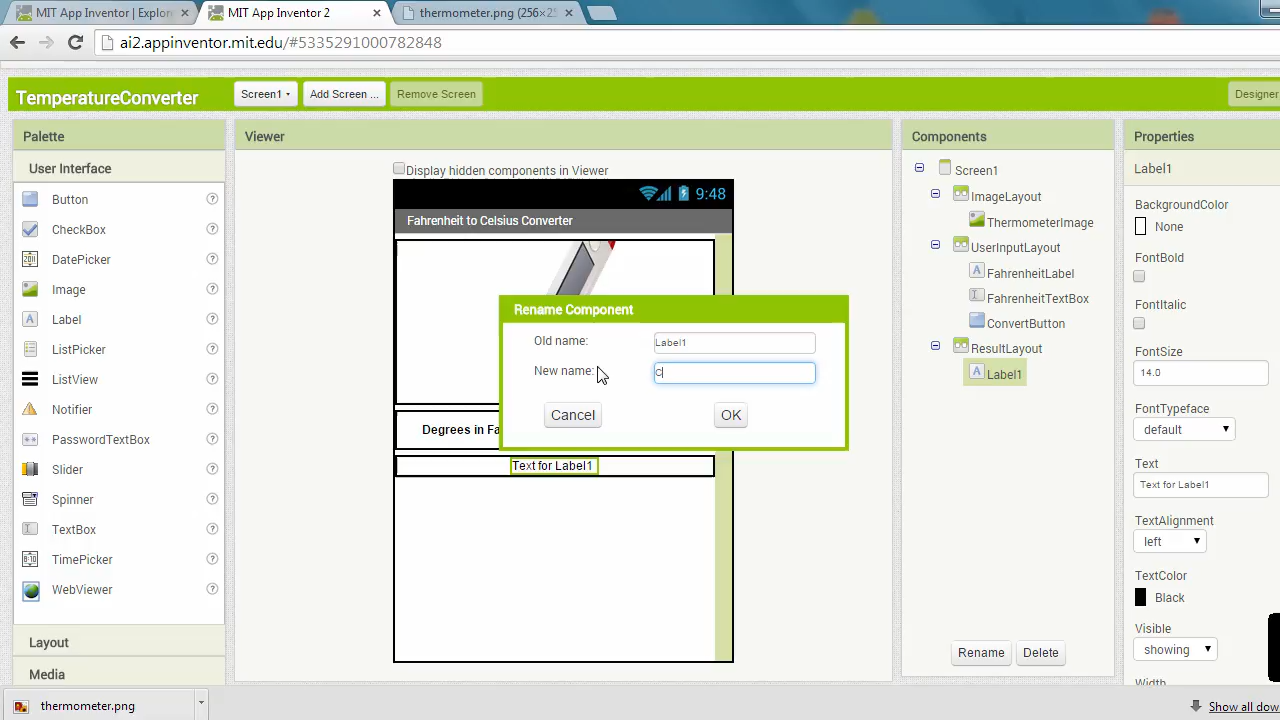 MIT App Inventor | Explor
MIT App Inventor 2
thermometer.png (256×25
ai2.appinventor.mit.edu/#5335291000782848
TemperatureConverter
Screen1
Add Screen ...
Remove Screen
Designer
Palette
User Interface
Button
CheckBox
DatePicker
Image
Label
ListPicker
ListView
Notifier
PasswordTextBox
Slider
Spinner
TextBox
TimePicker
WebViewer
Layout
Media
Viewer
Display hidden components in Viewer
9:48
Fahrenheit to Celsius Converter
Degrees in Fa
Text for Label1
Rename Component
Old name:
Label1
New name:
C
Cancel
OK
Components
Screen1
ImageLayout
ThermometerImage
UserInputLayout
FahrenheitLabel
FahrenheitTextBox
ConvertButton
ResultLayout
Label1
Rename
Delete
Properties
Label1
BackgroundColor
None
FontBold
FontItalic
FontSize
14.0
FontTypeface
default
Text
Text for Label1
TextAlignment
left
TextColor
Black
Visible
showing
Width
thermometer.png
Show all dow